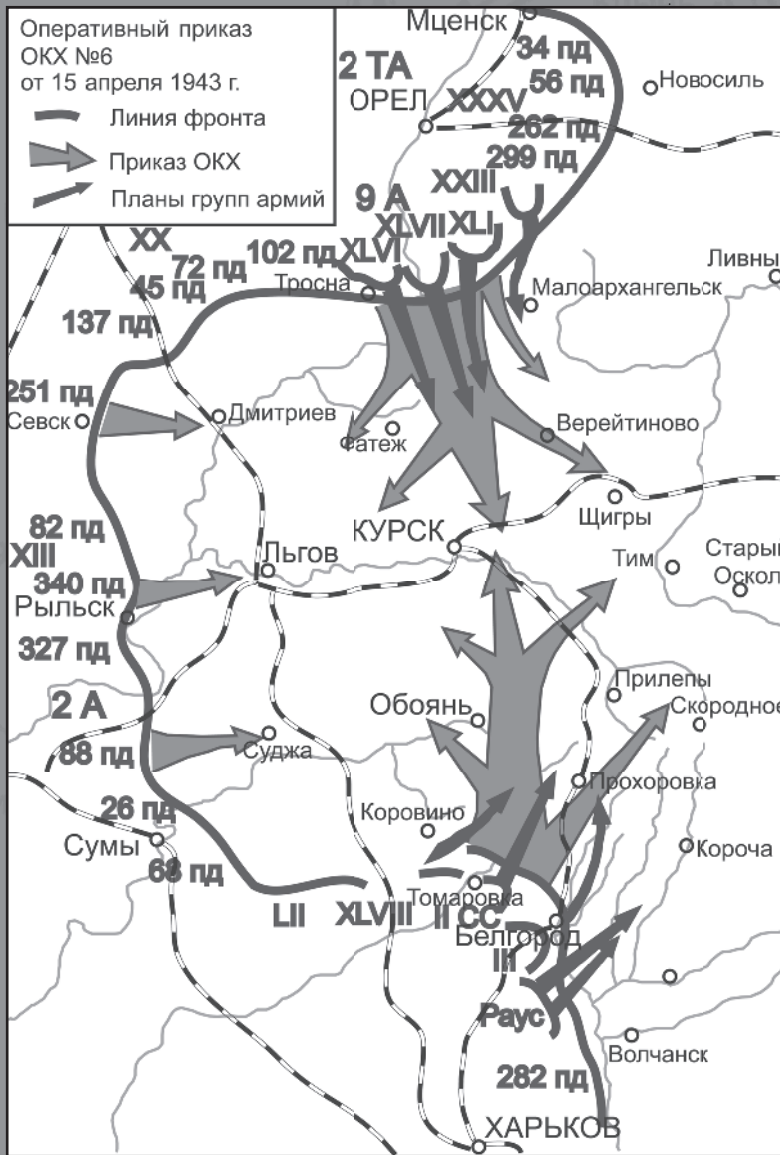 Оперативный приказ
ОКХ №6
от 15 апреля 1943 г.
Линия фронта
Приказ ОКХ
Планы групп армий
Мценск
34 пд
2 ТА
56 пд
Новосиль
ОРЕЛ
XXXV
262 пд
299 пд
XXIII
9 А
XLVII
XLI
XX
102 пд
XLVI
72 пд
Ливны
45 пд
Тросна
Малоархангельск
137 пд
251 пд
Севск
Дмитриев
Фатеж
Верейтиново
Щигры
82 пд
КУРСК
XIII
Льгов
Тим
Стары
340 пд
Оскол
Рыльск
327 пд
Прилепы
2 А
Обоянь
Скородное
88 пд
Суджа
Прохоровка
26 пд
Коровино
Сумы
Короча
68 пд
Томаровка
LII
XLVIII
II СС
Белгород
III
Раус
Волчанск
282 пд
ХАРЬКОВ